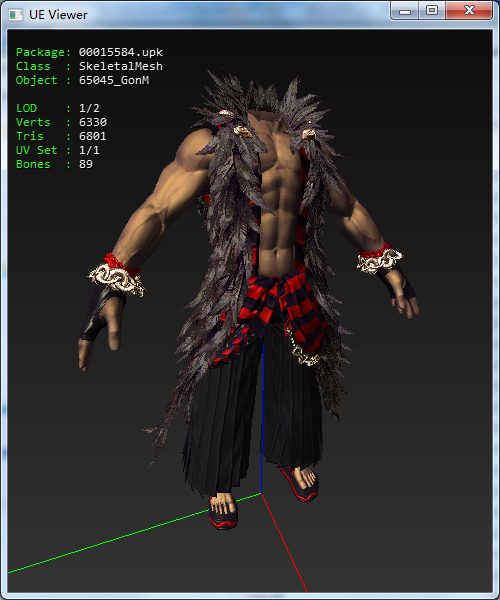 UE Viewer
Package: 00015584.upk
Class : SkeletalMesh
Object : 65045_GonM
LOD : 1/2
Verts : 6330
Tris : 6801
UV Set : 1/1
Bones : 89